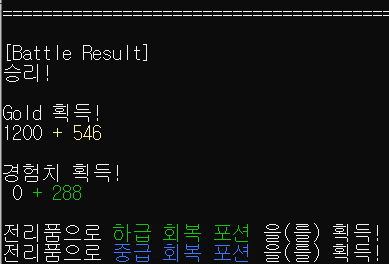 [Battle Result]
승리!
Gold 획득!
1200 + 546
경험치 획득!
0 + 288
전리품으로 하급 회복 포션 을(를) 획득!
전리품으로 중급 회복 포션 을(를) 획득!